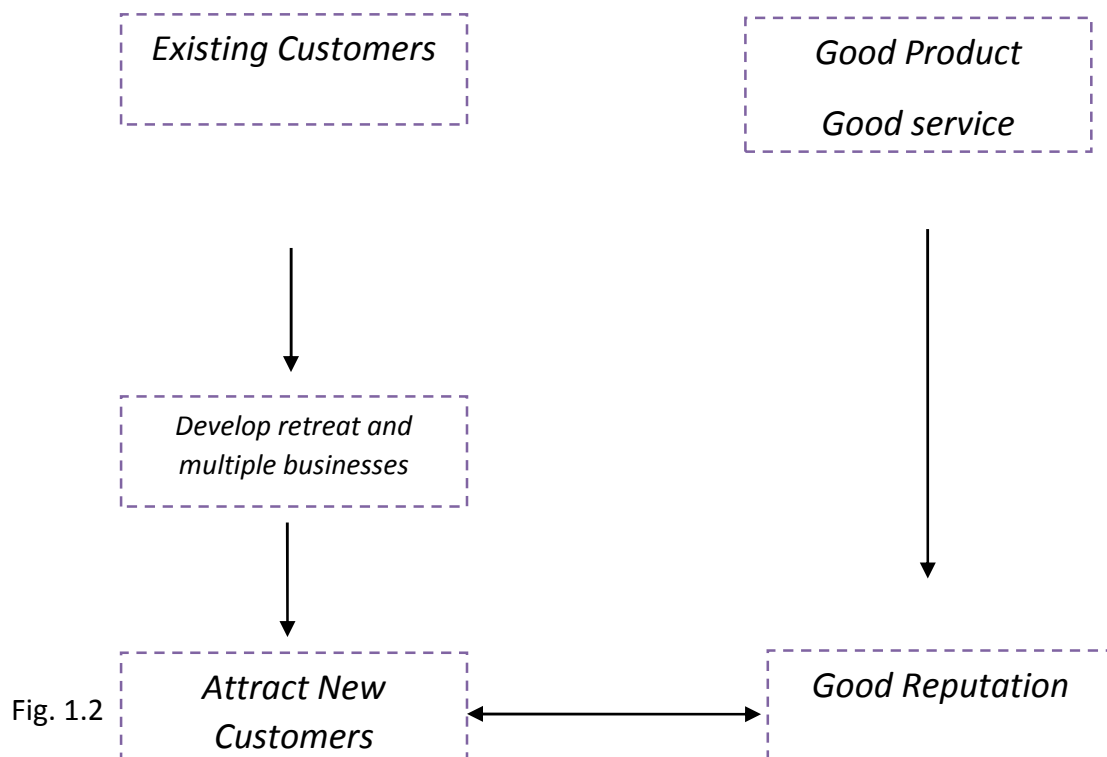 Existing Customers
Good Product
Good service
Develop retreat and
multiple businesses
Fig. 1.2
Attract New
Customers
Good Reputation